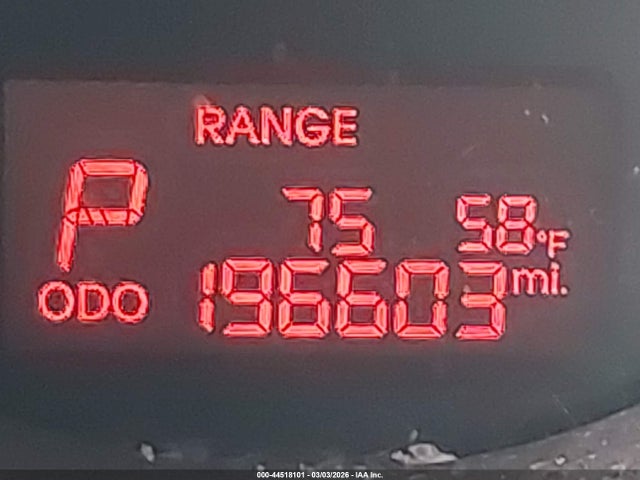 RANGE
P
75 58°F
ODO 196603 mi.
000-44518101 - 03/03/2026 - IAA Inc.